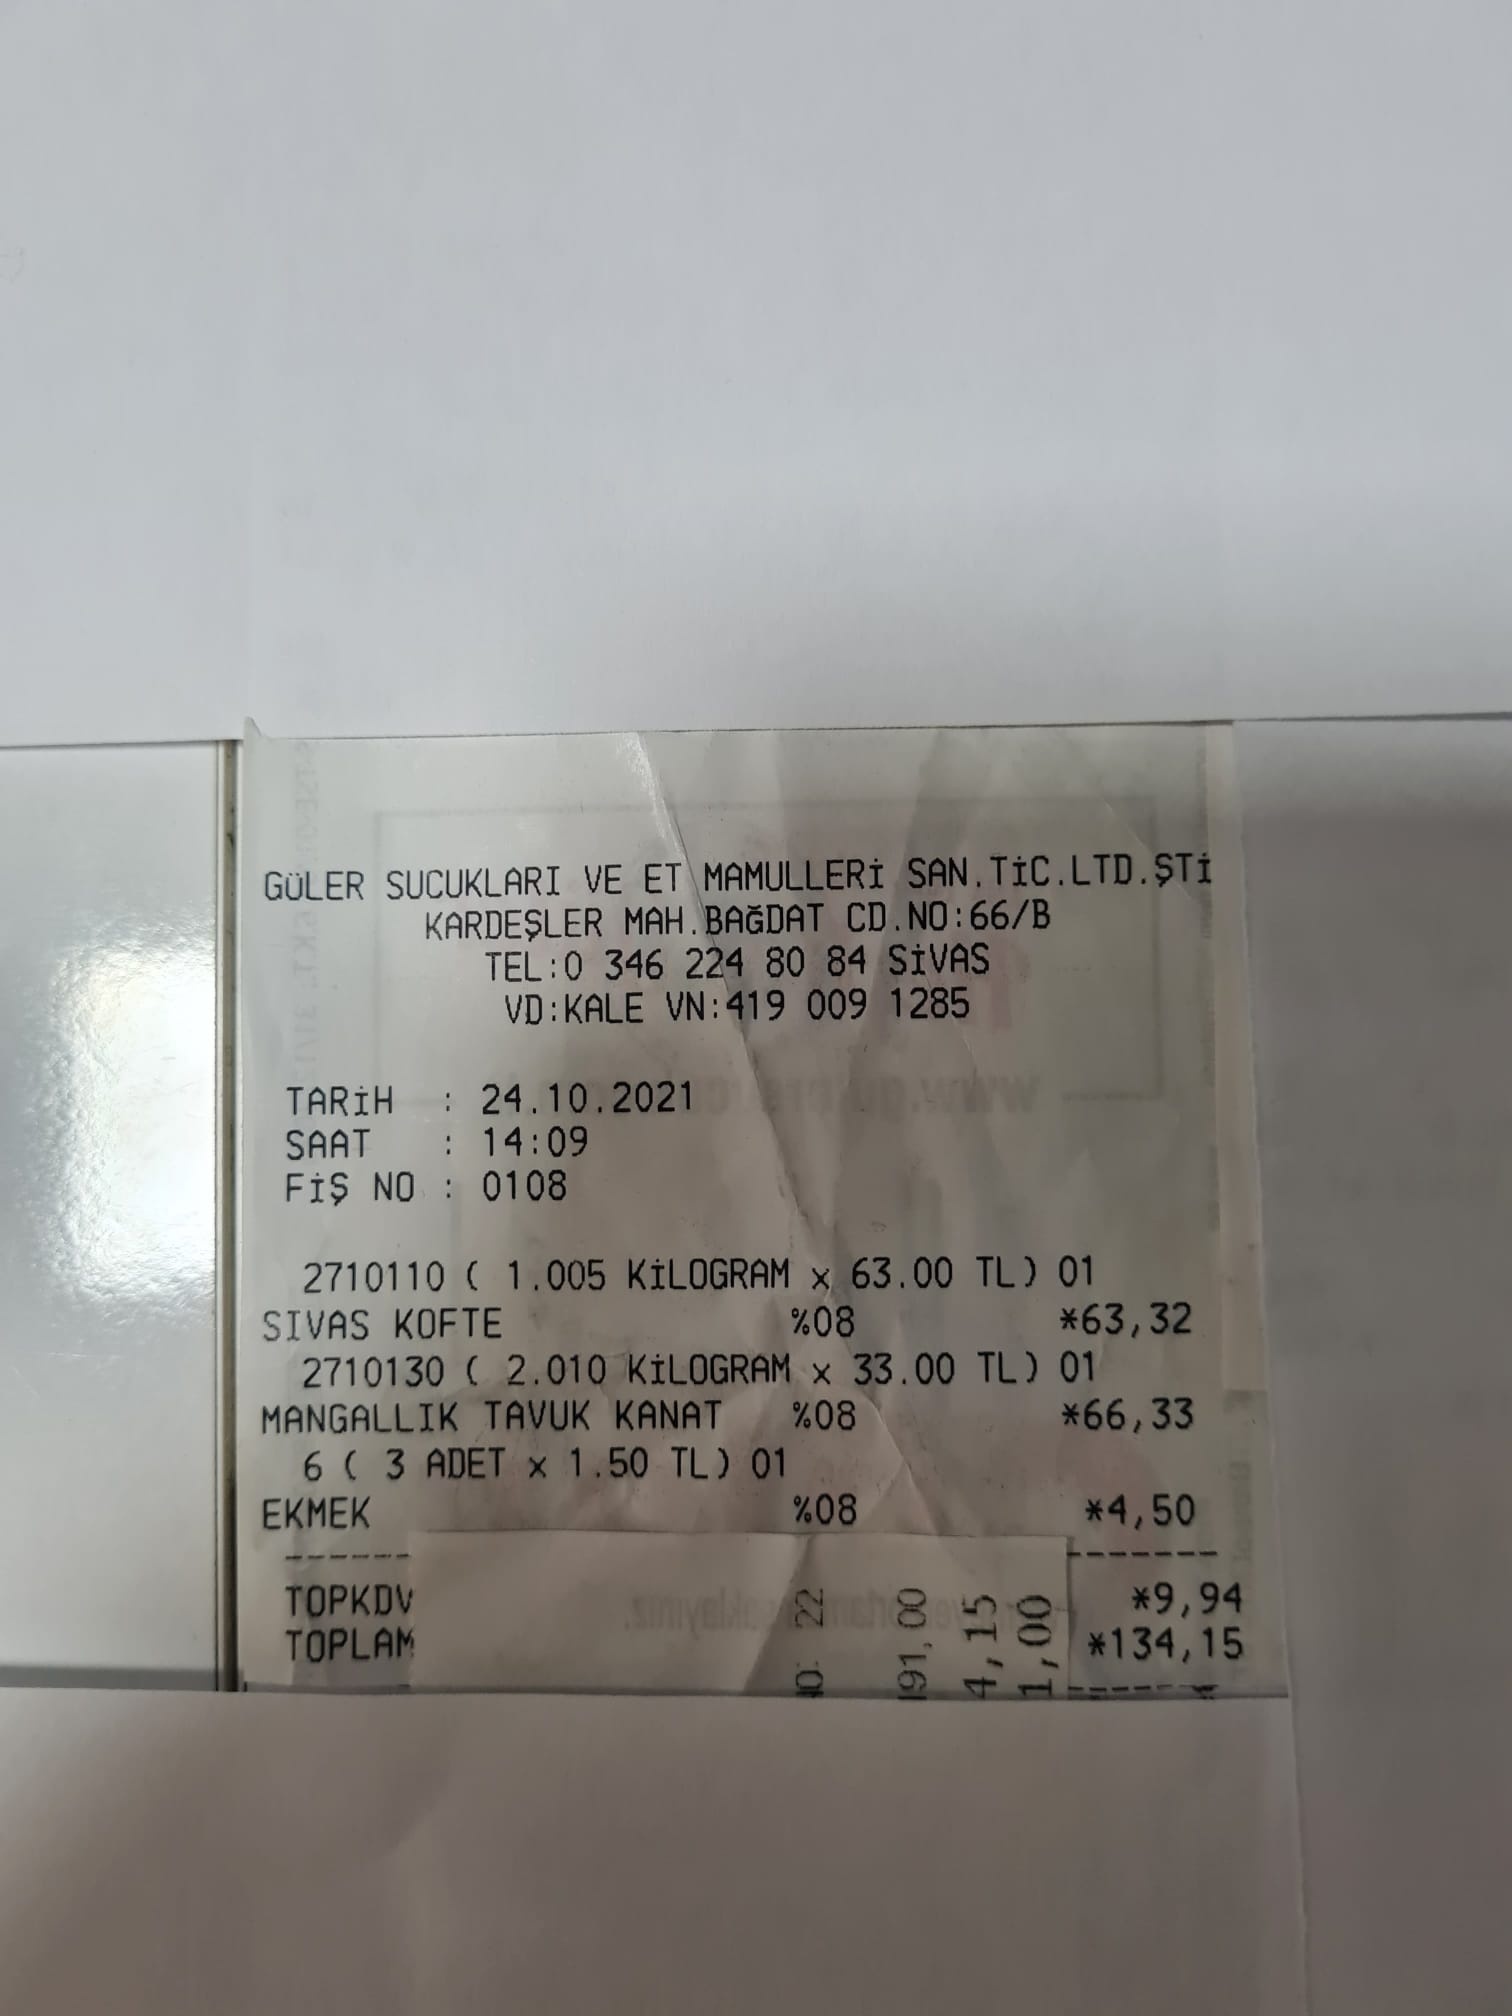 GÜLER SUCUKLARI VE ET MAMULLERİ SAN.TİC.LTD.ŞTİ
KARDEŞLER MAH.BAĞDAT CD.NO:66/B
TEL:0 346 224 80 84 SİVAS
VD:KALE VN:419 009 1285
TARİH : 24.10.2021
SAAT : 14:09
FİŞ NO : 0108
2710110 ( 1.005 KİLOGRAM x 63.00 TL) 01
SIVAS KOFTE %08 *63,32
2710130 ( 2.010 KİLOGRAM x 33.00 TL) 01
MANGALLIK TAVUK KANAT %08 *66,33
6 ( 3 ADET x 1.50 TL) 01
EKMEK %08 *4,50
TOPKDV *9,94
TOPLAM *134,15
NO: 22
91,00
4,15
1,00